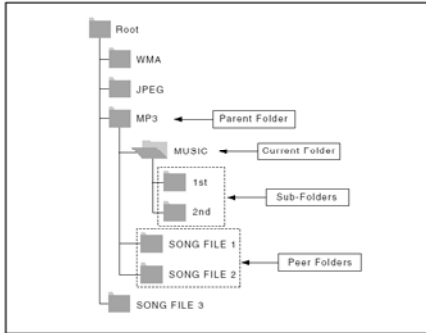 Root
WMA
JPEG
MP3
Parent Folder
MUSIC
Current Folder
1st
Sub-Folders
2nd
SONG FILE 1
Peer Folders
SONG FILE 2
SONG FILE 3